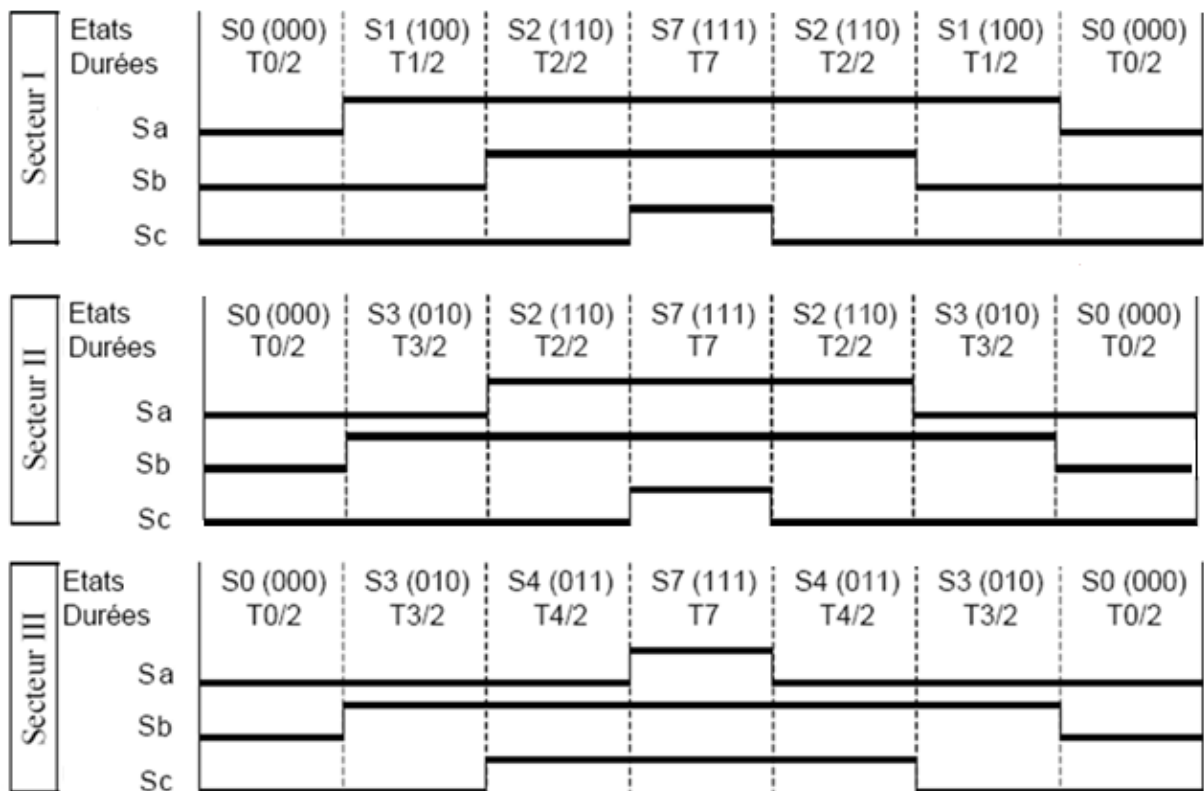 Secteur I
Etats S0 (000) S1 (100) S2 (110) S7 (111) S2 (110) S1 (100) S0 (000)
Durées T0/2 T1/2 T2/2 T7 T2/2 T1/2 T0/2
Sa
Sb
Sc
Secteur II
Etats S0 (000) S3 (010) S2 (110) S7 (111) S2 (110) S3 (010) S0 (000)
Durées T0/2 T3/2 T2/2 T7 T2/2 T3/2 T0/2
Sa
Sb
Sc
Secteur III
Etats S0 (000) S3 (010) S4 (011) S7 (111) S4 (011) S3 (010) S0 (000)
Durées T0/2 T3/2 T4/2 T7 T4/2 T3/2 T0/2
Sa
Sb
Sc